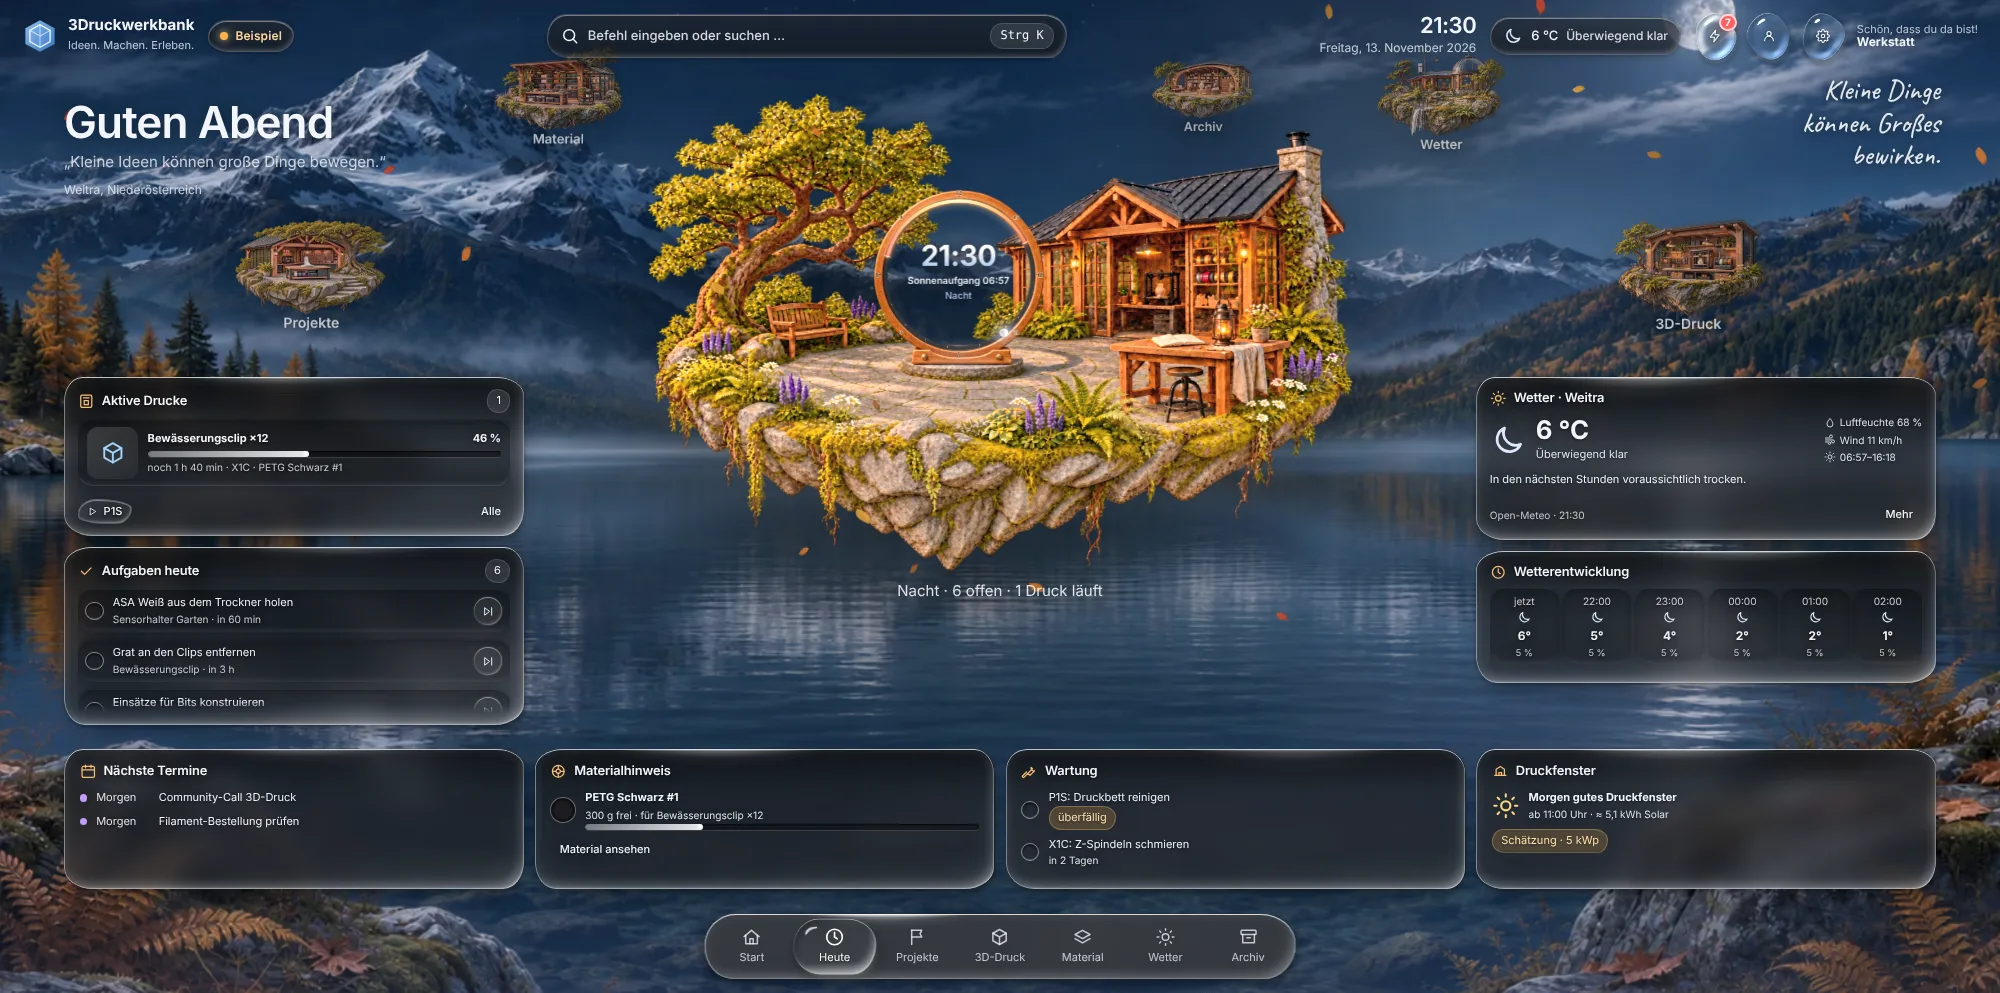 3Druckwerkbank
Ideen. Machen. Erleben.
Beispiel
Befehl eingeben oder suchen ...
Strg K
21:30
Freitag, 13. November 2026
6 °C Überwiegend klar
7
Schön, dass du da bist!
Werkstatt
Guten Abend
„Kleine Ideen können große Dinge bewegen.“
Weitra, Niederösterreich
Kleine Dinge
können Großes
bewirken.
Material
Archiv
Wetter
Projekte
3D-Druck
21:30
Sonnenaufgang 06:57
Nacht
Nacht · 6 offen · 1 Druck läuft
Aktive Drucke
1
Bewässerungsclip ×12
46 %
noch 1 h 40 min · X1C · PETG Schwarz #1
P1S
Alle
Aufgaben heute
6
ASA Weiß aus dem Trockner holen
Sensorhalter Garten · in 60 min
Grat an den Clips entfernen
Bewässerungsclip · in 3 h
Einsätze für Bits konstruieren
Wetter · Weitra
6 °C
Überwiegend klar
Luftfeuchte 68 %
Wind 11 km/h
06:57–16:18
In den nächsten Stunden voraussichtlich trocken.
Open-Meteo · 21:30
Mehr
Wetterentwicklung
jetzt 22:00 23:00 00:00 01:00 02:00
6° 5° 4° 2° 2° 1°
5 % 5 % 5 % 5 % 5 % 5 %
Nächste Termine
Morgen Community-Call 3D-Druck
Morgen Filament-Bestellung prüfen
Materialhinweis
PETG Schwarz #1
300 g frei · für Bewässerungsclip ×12
Material ansehen
Wartung
P1S: Druckbett reinigen
überfällig
X1C: Z-Spindeln schmieren
in 2 Tagen
Druckfenster
Morgen gutes Druckfenster
ab 11:00 Uhr · ≈ 5,1 kWh Solar
Schätzung · 5 kWp
Start
Heute
Projekte
3D-Druck
Material
Wetter
Archiv